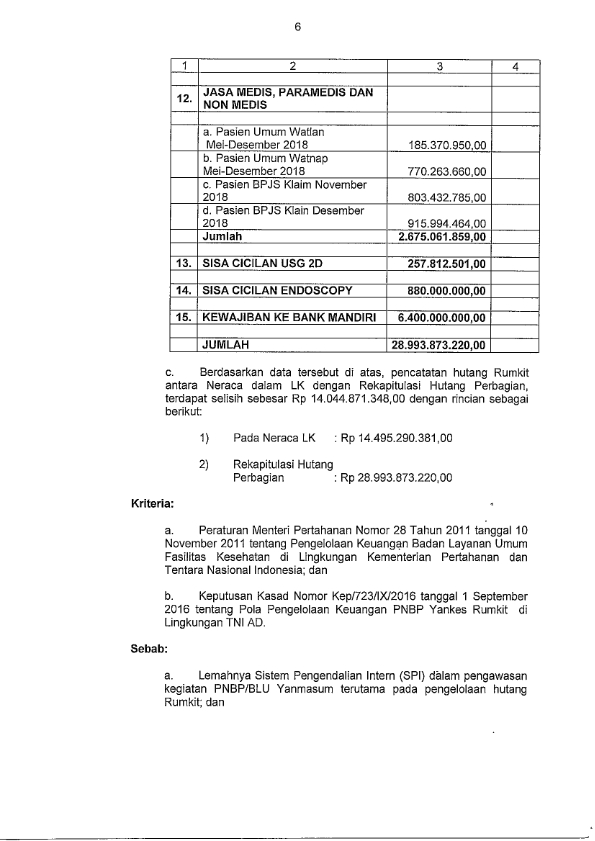 6
1 2 3 4
12. JASA MEDIS, PARAMEDIS DAN
NON MEDIS
a. Pasien Umum Watlan
Mei-Desember 2018 185.370.950,00
b. Pasien Umum Watnap
Mei-Desember 2018 770.263.660,00
c. Pasien BPJS Klaim November
2018 803.432.785,00
d. Pasien BPJS Klain Desember
2018 915.994.464,00
Jumlah 2.675.061.859,00
13. SISA CICILAN USG 2D 257.812.501,00
14. SISA CICILAN ENDOSCOPY 880.000.000,00
15. KEWAJIBAN KE BANK MANDIRI 6.400.000.000,00
JUMLAH 28.993.873.220,00
c. Berdasarkan data tersebut di atas, pencatatan hutang Rumkit
antara Neraca dalam LK dengan Rekapitulasi Hutang Perbagian,
terdapat selisih sebesar Rp 14.044.871.348,00 dengan rincian sebagai
berikut:
1) Pada Neraca LK : Rp 14.495.290.381,00
2) Rekapitulasi Hutang
Perbagian : Rp 28.993.873.220,00
Kriteria:
a. Peraturan Menteri Pertahanan Nomor 28 Tahun 2011 tanggal 10
November 2011 tentang Pengelolaan Keuangan Badan Layanan Umum
Fasilitas Kesehatan di Lingkungan Kementerian Pertahanan dan
Tentara Nasional Indonesia; dan
b. Keputusan Kasad Nomor Kep/723/IX/2016 tanggal 1 September
2016 tentang Pola Pengelolaan Keuangan PNBP Yankes Rumkit di
Lingkungan TNI AD.
Sebab:
a. Lemahnya Sistem Pengendalian Intern (SPI) dalam pengawasan
kegiatan PNBP/BLU Yanmasum terutama pada pengelolaan hutang
Rumkit; dan